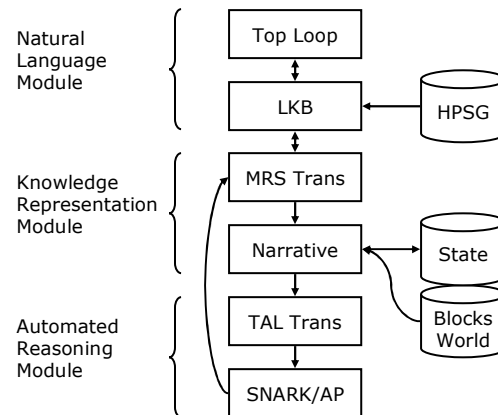 Natural
Language
Module
Top Loop
LKB
HPSG
Knowledge
Representation
Module
MRS Trans
Narrative
State
Blocks
World
Automated
Reasoning
Module
TAL Trans
SNARK/AP